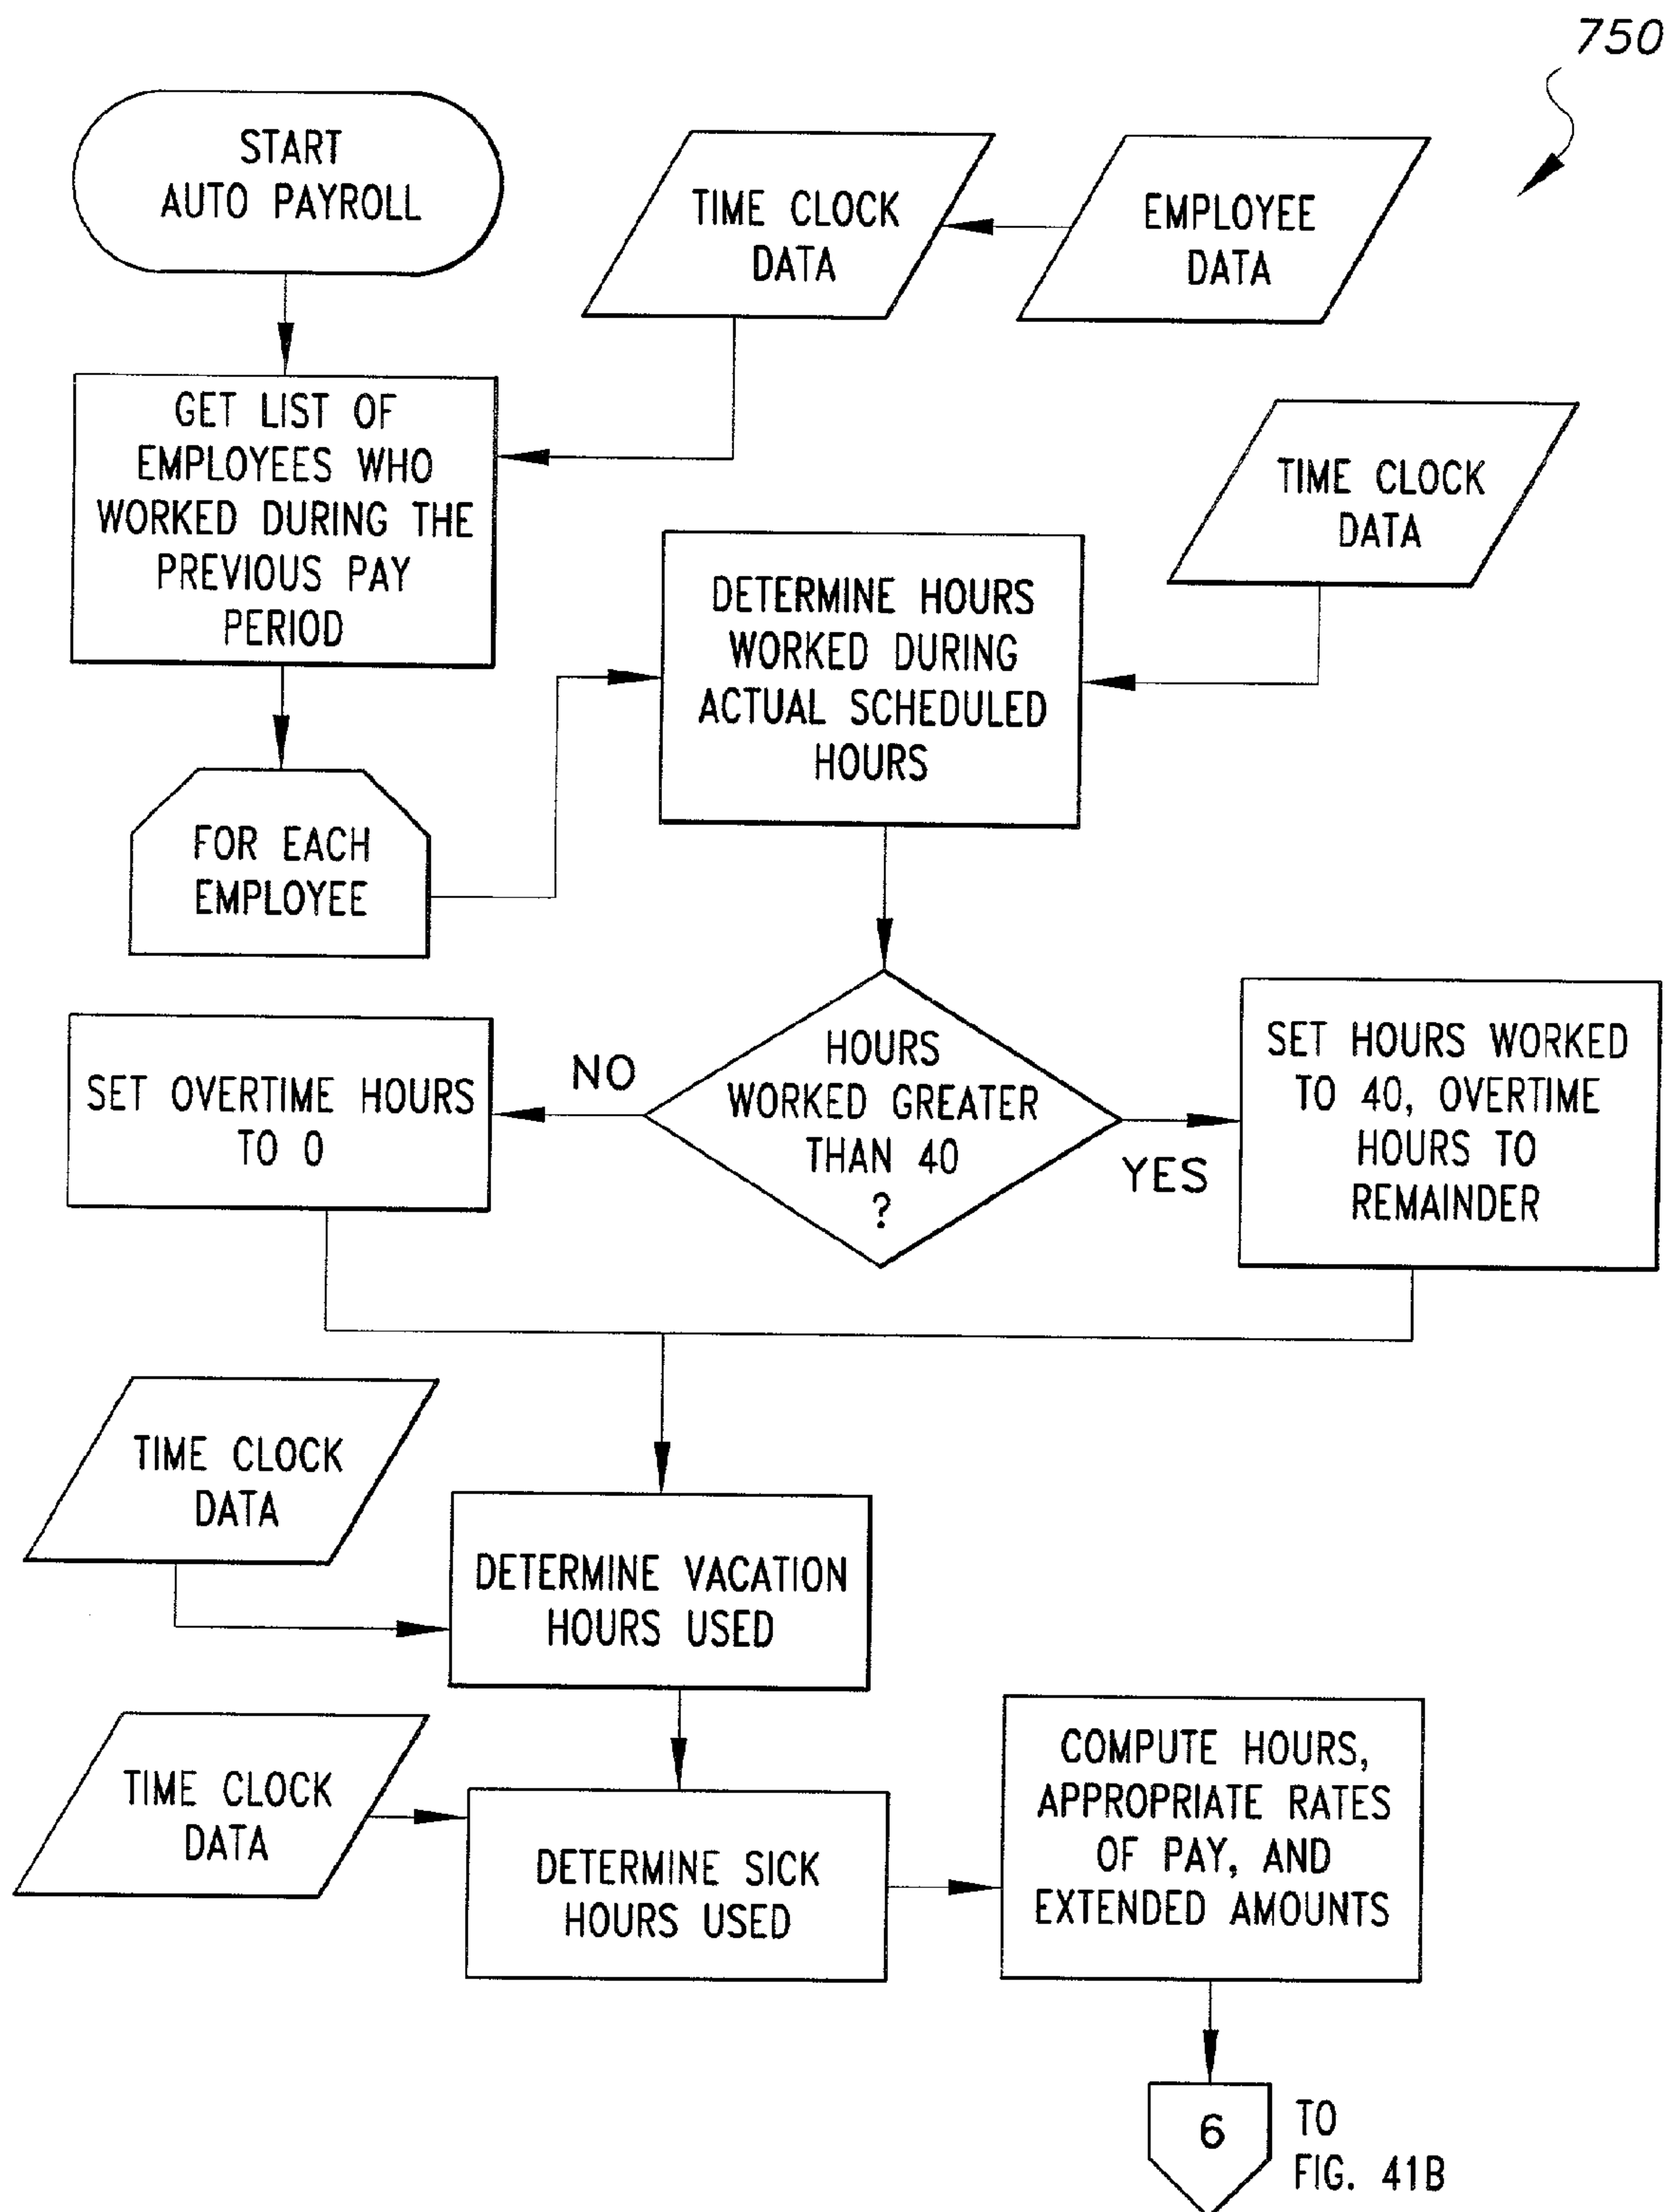 750
START
AUTO PAYROLL
TIME CLOCK
DATA
EMPLOYEE
DATA
GET LIST OF
EMPLOYEES WHO
WORKED DURING THE
PREVIOUS PAY
PERIOD
TIME CLOCK
DATA
DETERMINE HOURS
WORKED DURING
ACTUAL SCHEDULED
HOURS
FOR EACH
EMPLOYEE
HOURS
WORKED GREATER
THAN 40
?
NO
YES
SET OVERTIME HOURS
TO 0
SET HOURS WORKED
TO 40, OVERTIME
HOURS TO
REMAINDER
TIME CLOCK
DATA
DETERMINE VACATION
HOURS USED
TIME CLOCK
DATA
DETERMINE SICK
HOURS USED
COMPUTE HOURS,
APPROPRIATE RATES
OF PAY, AND
EXTENDED AMOUNTS
6
TO
FIG. 41B